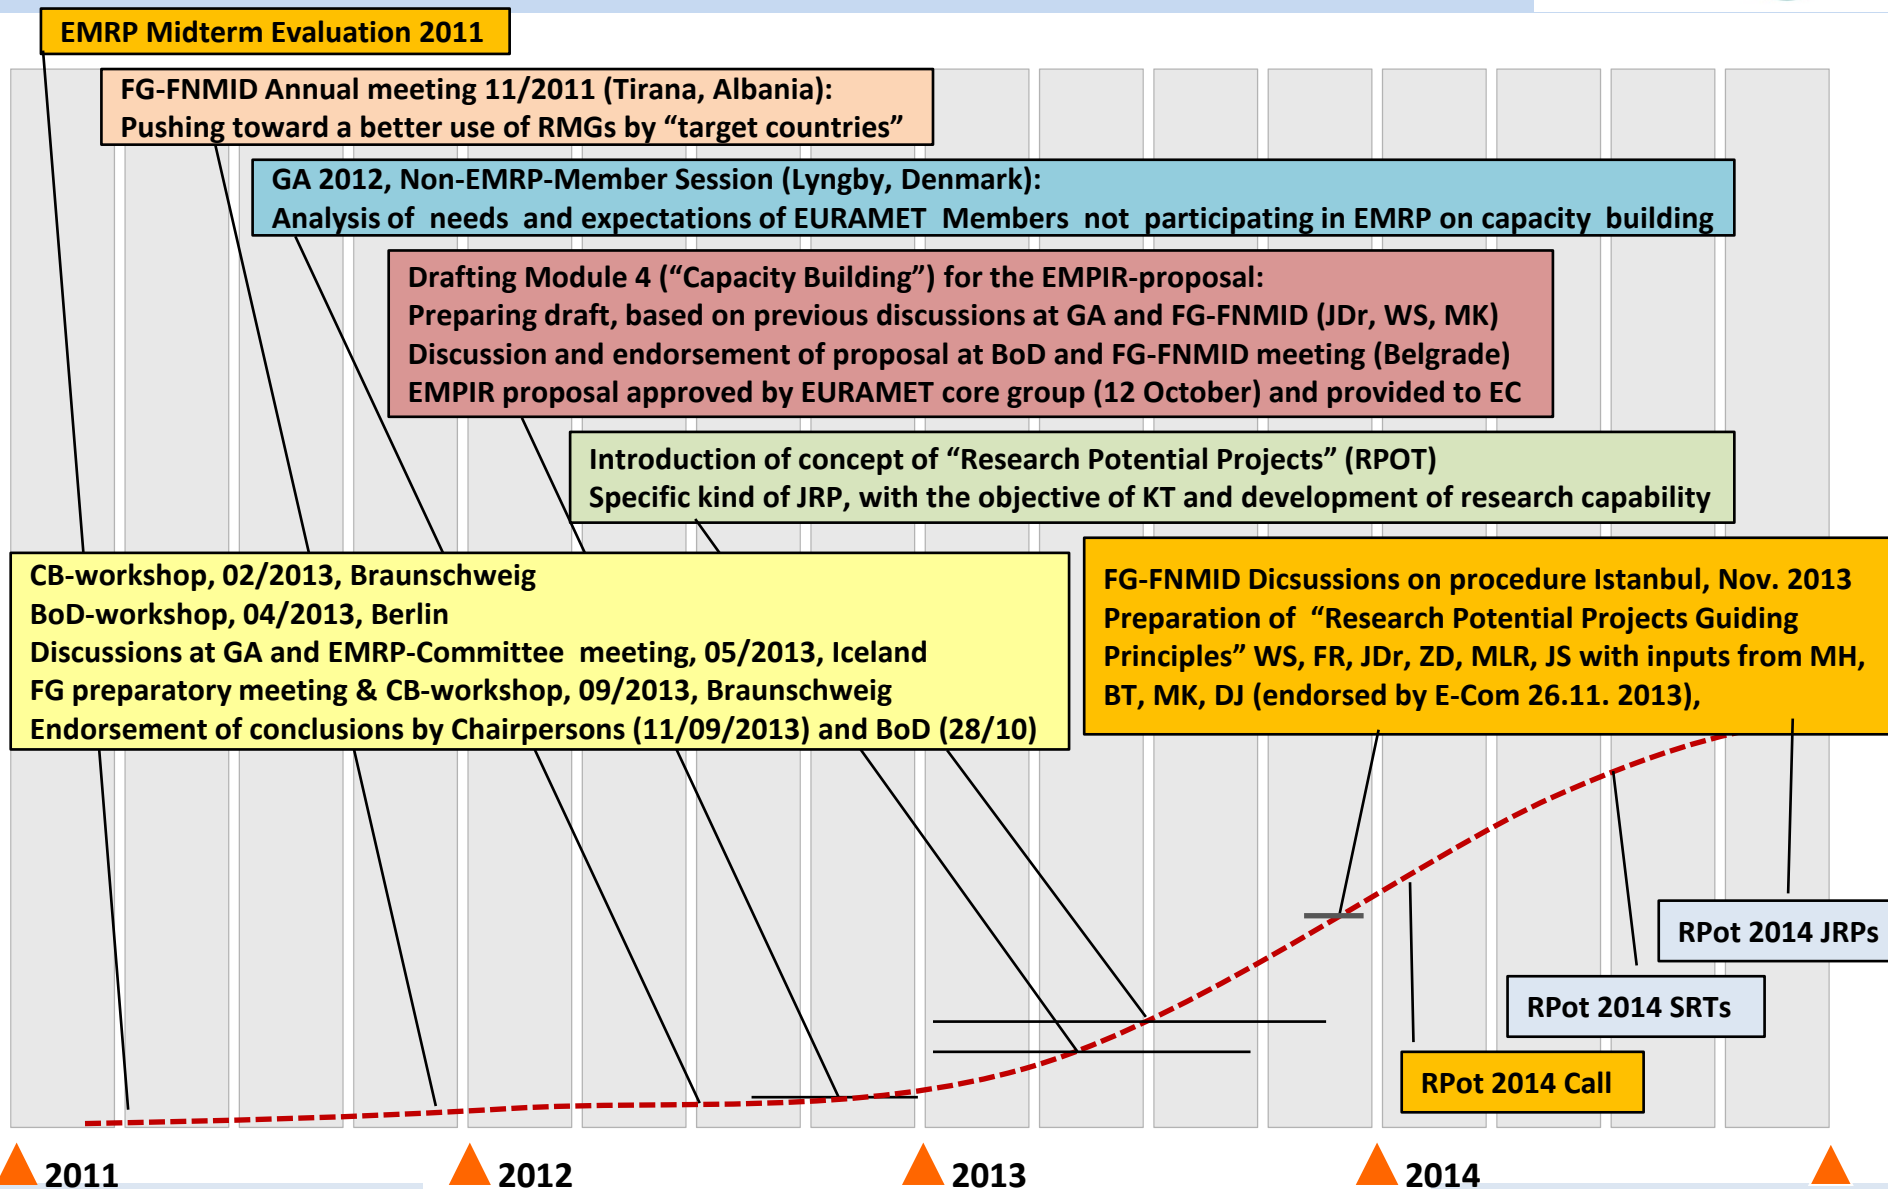 EMRP Midterm Evaluation 2011
FG-FNMID Annual meeting 11/2011 (Tirana, Albania):
Pushing toward a better use of RMGs by “target countries”
GA 2012, Non-EMRP-Member Session (Lyngby, Denmark):
Analysis of needs and expectations of EURAMET Members not participating in EMRP on capacity building
Drafting Module 4 (“Capacity Building”) for the EMPIR-proposal:
Preparing draft, based on previous discussions at GA and FG-FNMID (JDr, WS, MK)
Discussion and endorsement of proposal at BoD and FG-FNMID meeting (Belgrade)
EMPIR proposal approved by EURAMET core group (12 October) and provided to EC
Introduction of concept of “Research Potential Projects” (RPOT)
Specific kind of JRP, with the objective of KT and development of research capability
CB-workshop, 02/2013, Braunschweig
BoD-workshop, 04/2013, Berlin
Discussions at GA and EMRP-Committee meeting, 05/2013, Iceland
FG preparatory meeting & CB-workshop, 09/2013, Braunschweig
Endorsement of conclusions by Chairpersons (11/09/2013) and BoD (28/10)
FG-FNMID Dicsussions on procedure Istanbul, Nov. 2013
Preparation of “Research Potential Projects Guiding
Principles” WS, FR, JDr, ZD, MLR, JS with inputs from MH,
BT, MK, DJ (endorsed by E-Com 26.11. 2013),
RPot 2014 JRPs
RPot 2014 SRTs
RPot 2014 Call
2011
2012
2013
2014